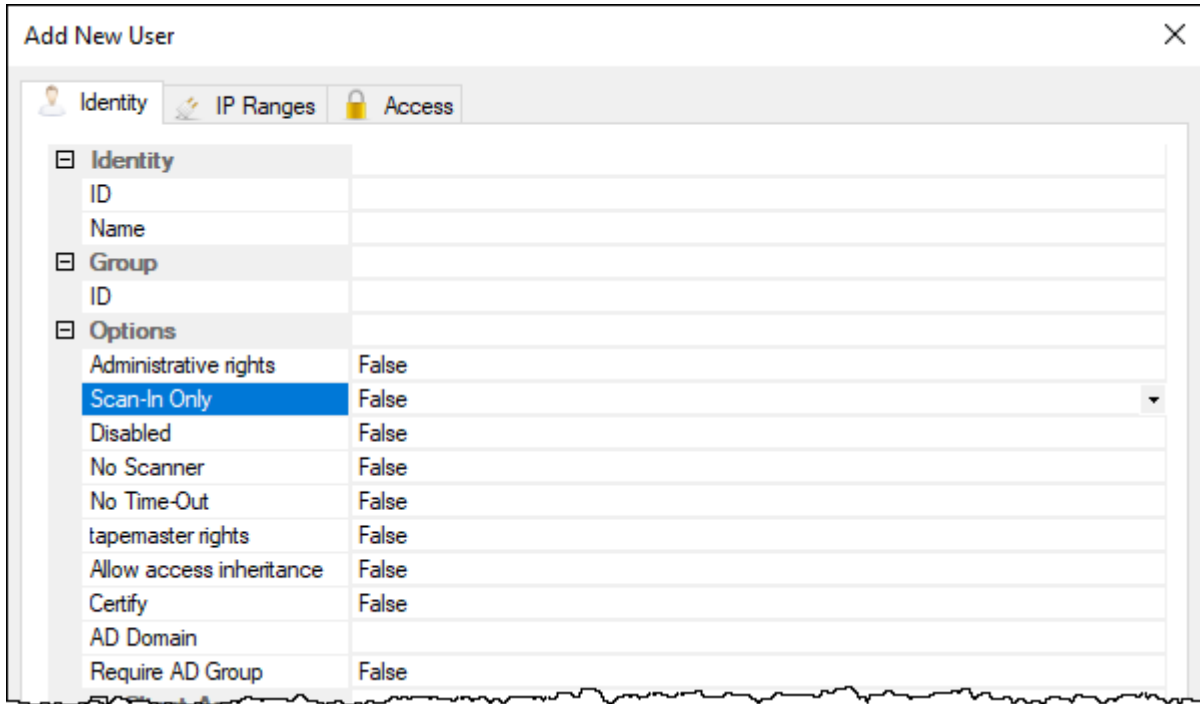 Add New User
Identity IP Ranges Access
Identity
ID
Name
Group
ID
Options
Administrative rights False
Scan-In Only False
Disabled False
No Scanner False
No Time-Out False
tapemaster rights False
Allow access inheritance False
Certify False
AD Domain
Require AD Group False